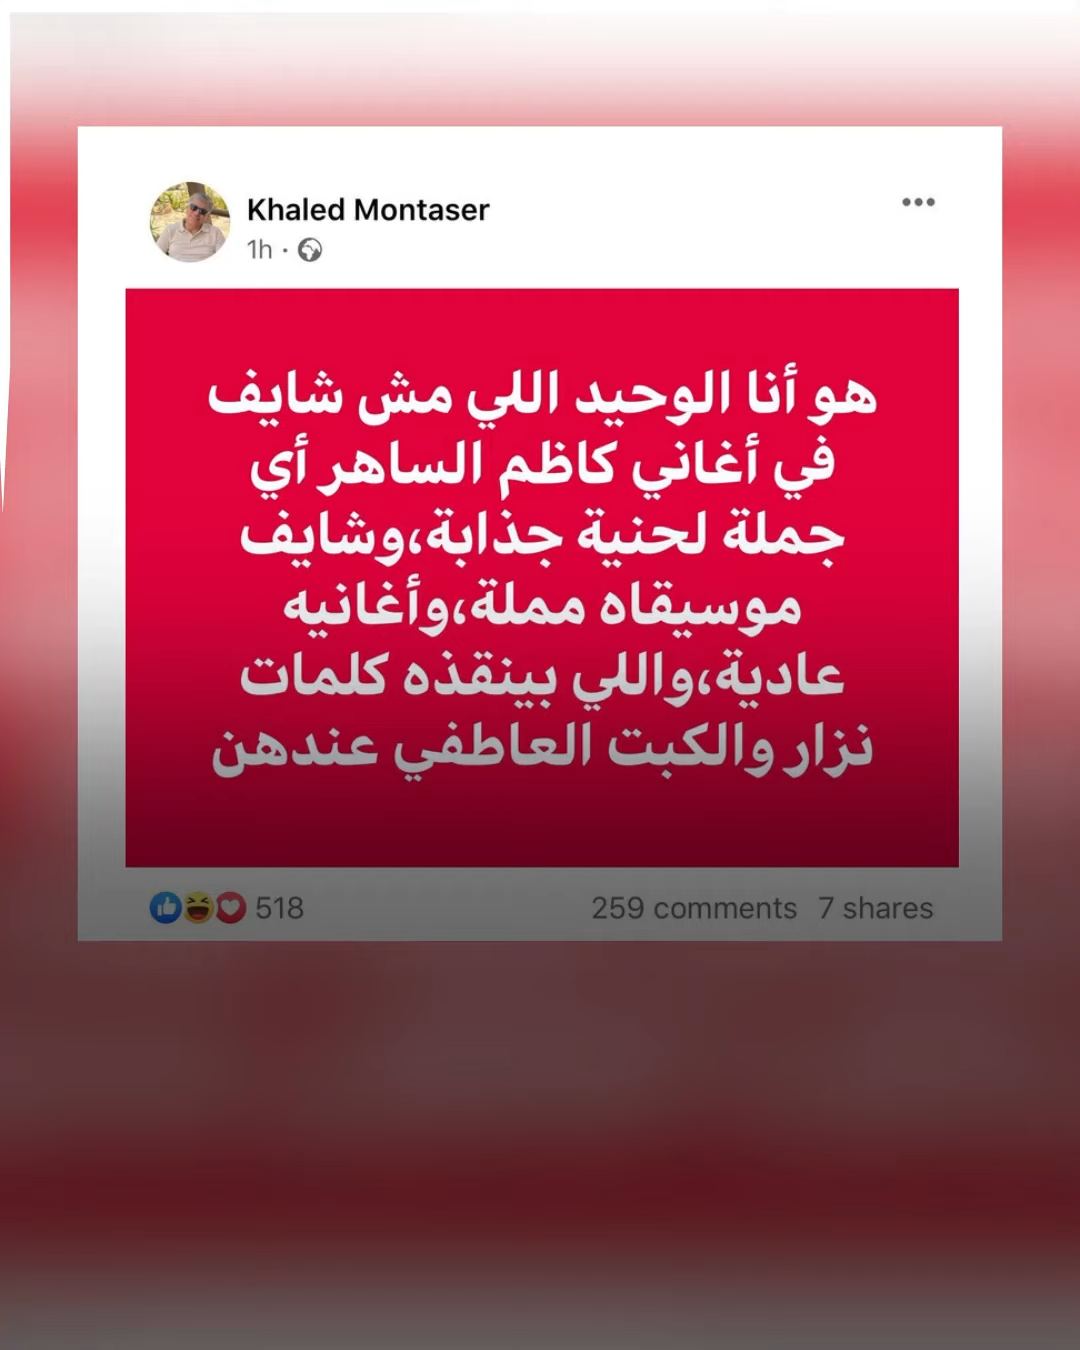 Khaled Montaser
1h ·
هو أنا الوحيد اللي مش شايف
في أغاني كاظم الساهر أي
جملة لحنية جذابة،وشايف
موسيقاه مملة،وأغانيه
عادية،واللي بينقذه كلمات
نزار والكبت العاطفي عندهن
518 259 comments 7 shares